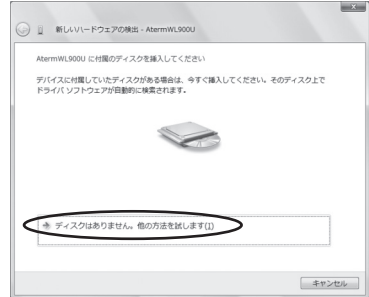 新しいハードウェアの検出 - AtermWL900U
AtermWL900U に付属のディスクを挿入してください
デバイスに付属していたディスクがある場合は、今すぐ挿入してください。そのディスク上で
ドライバ ソフトウェアが自動的に検索されます。
ディスクはありません。他の方法を試します(I)
キャンセル